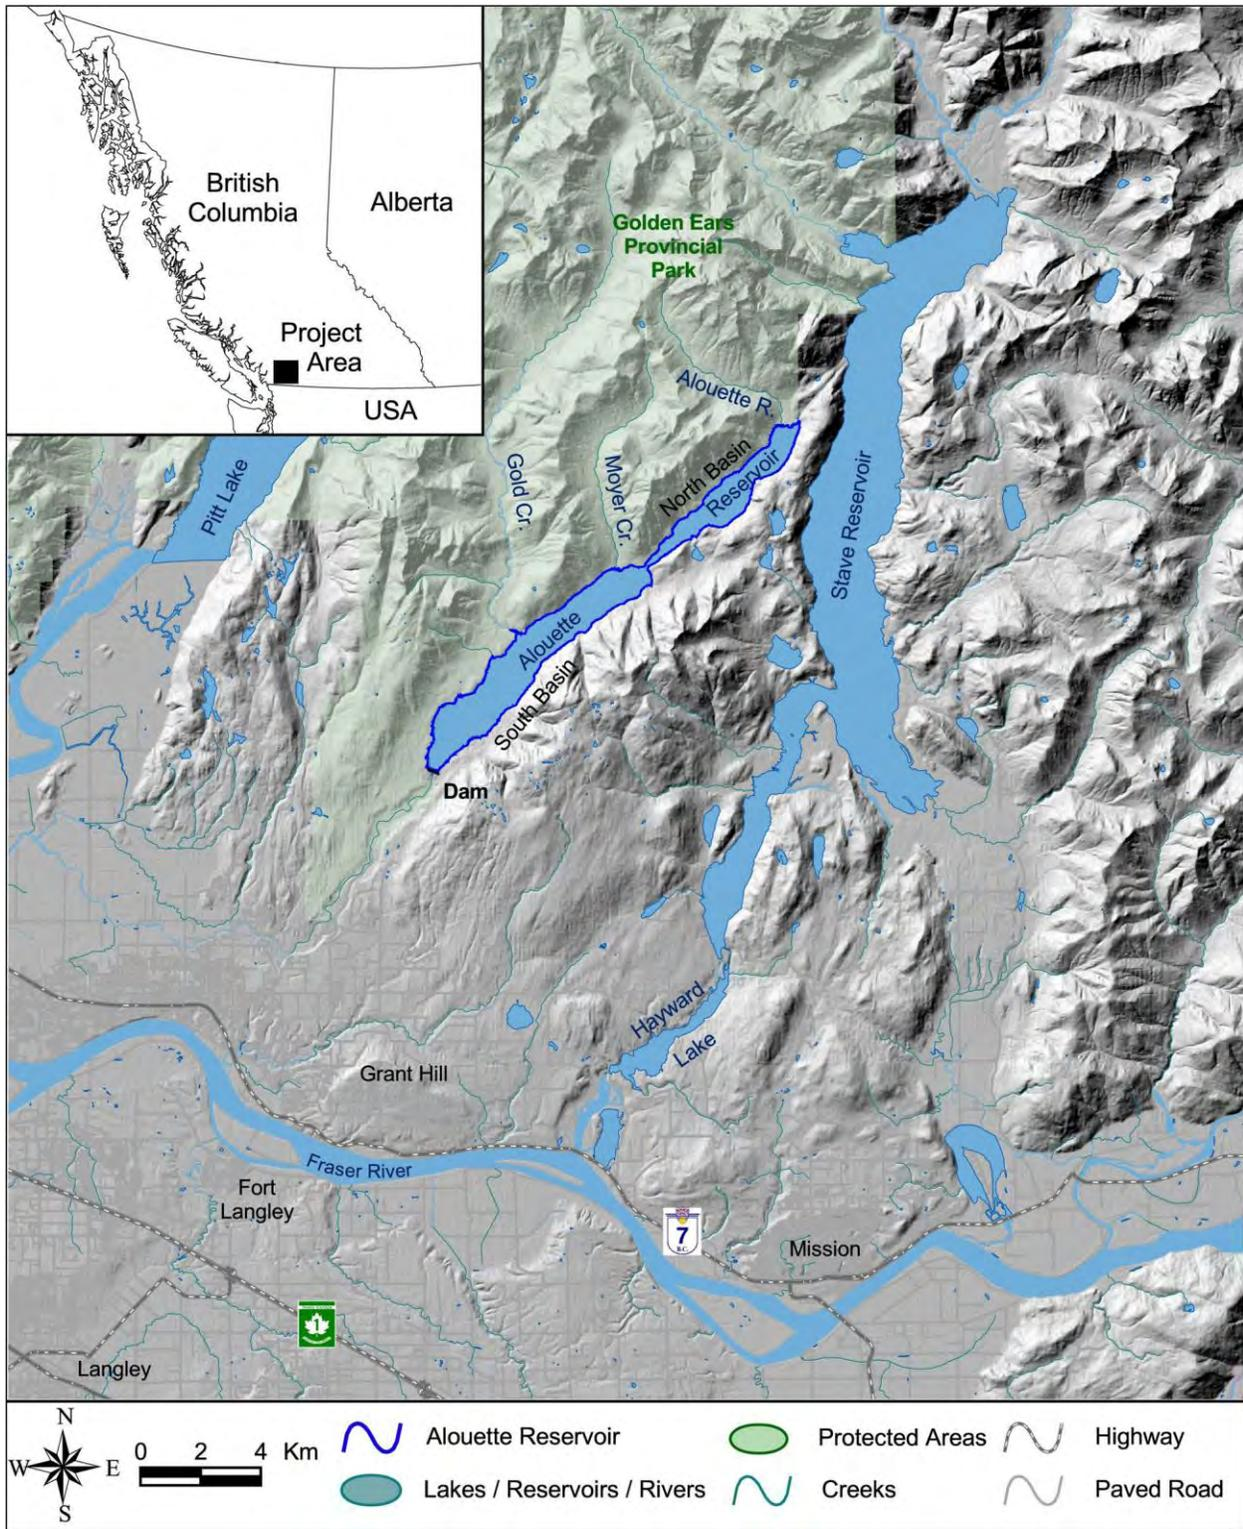 British
Columbia
Alberta
Project
Area
USA
Golden Ears
Provincial
Park
Alouette R.
North Basin
Reservoir
Stave Reservoir
Pitt Lake
Gold Cr.
Moyer Cr.
Alouette
South Basin
Dam
Hayward
Lake
Grant Hill
Fraser River
Fort
Langley
7
B.C.
Mission
1
Langley
N
W E
S
0 2 4 Km
Alouette Reservoir
Protected Areas
Highway
Lakes / Reservoirs / Rivers
Creeks
Paved Road